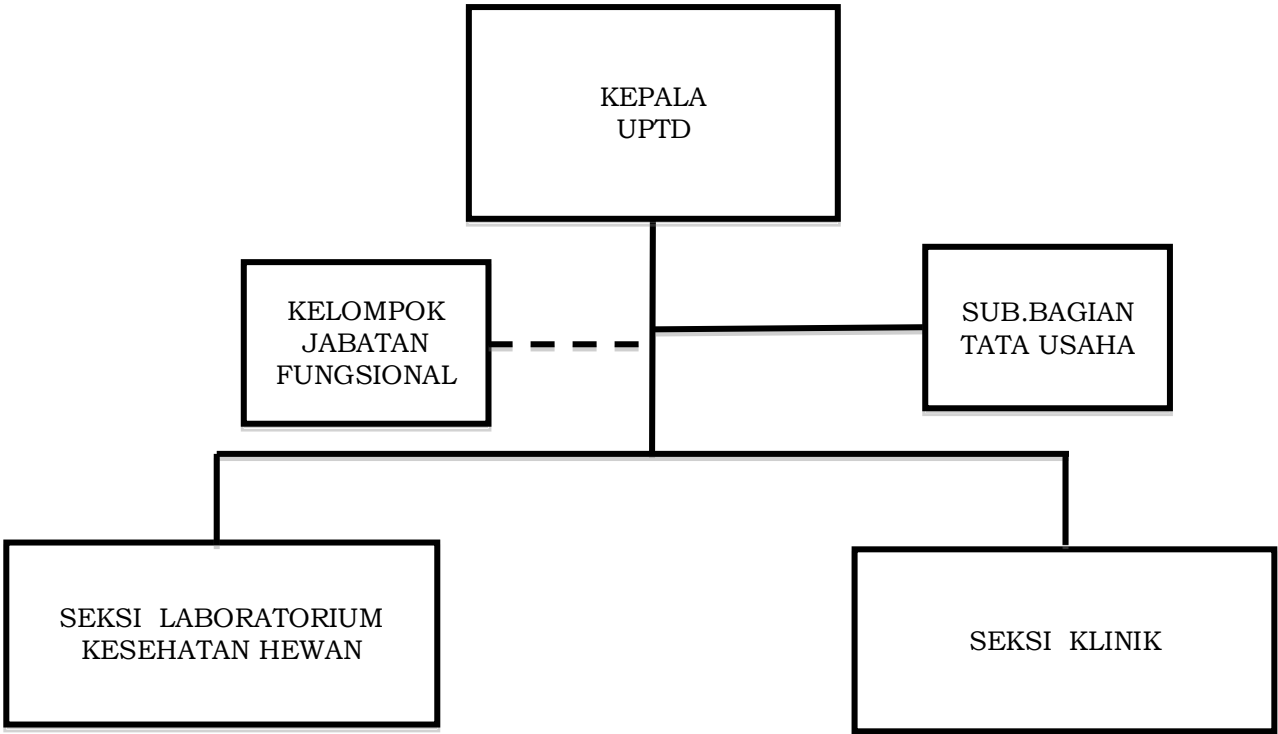 KEPALA
UPTD
KELOMPOK
JABATAN
FUNGSIONAL
SUB.BAGIAN
TATA USAHA
SEKSI  LABORATORIUM
KESEHATAN HEWAN
SEKSI  KLINIK